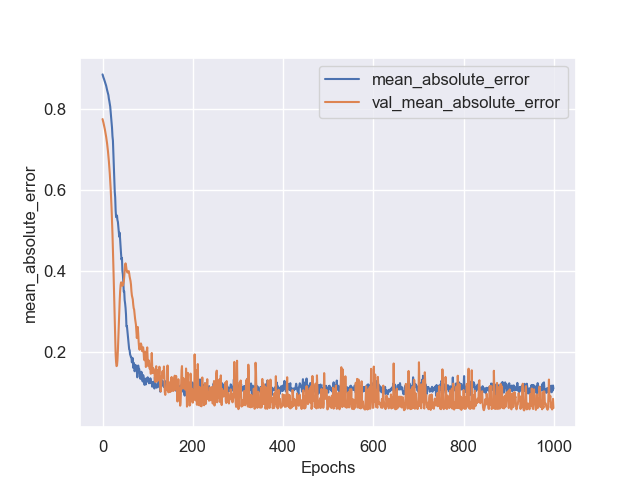 mean_absolute_error
val_mean_absolute_error
0.8
0.6
0.4
0.2
mean_absolute_error
0 200 400 600 800 1000
Epochs